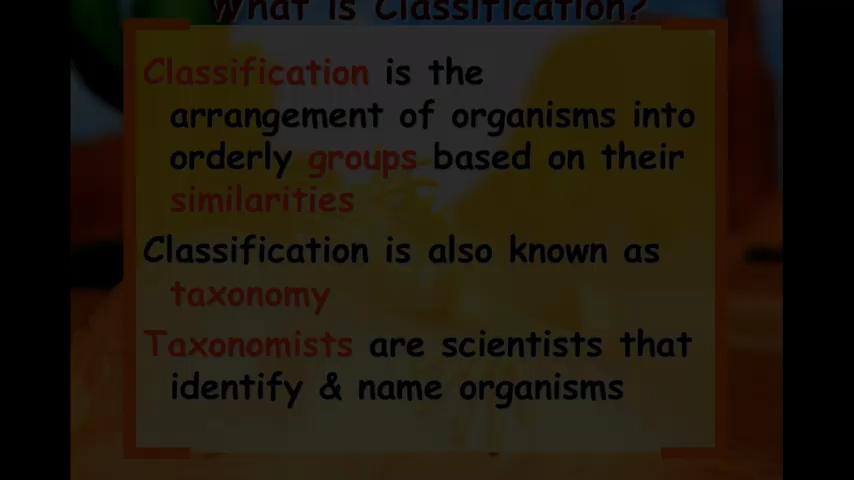 What is Classification?
Classification is the
arrangement of organisms into
orderly groups based on their
similarities
Classification is also known as
taxonomy
Taxonomists are scientists that
identify & name organisms